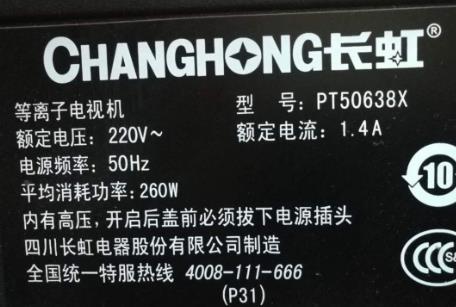 CHANGHONG长虹®
等离子电视机 型 号：PT50638X
额定电压：220V~ 额定电流：1.4A
电源频率：50Hz
平均消耗功率：260W
10
内有高压，开启后盖前必须拔下电源插头
四川长虹电器股份有限公司制造
CCC S&
全国统一特服热线 4008-111-666
(P31)